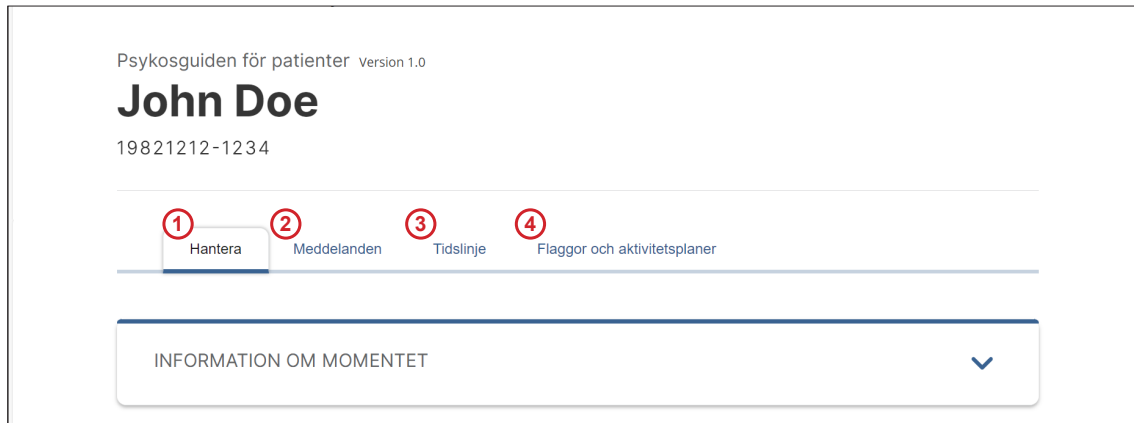 Psykosguiden för patienter Version 1.0
John Doe
19821212-1234
1 2 3 4
Hantera Meddelanden Tidslinje Flaggor och aktivitetsplaner
INFORMATION OM MOMENTET